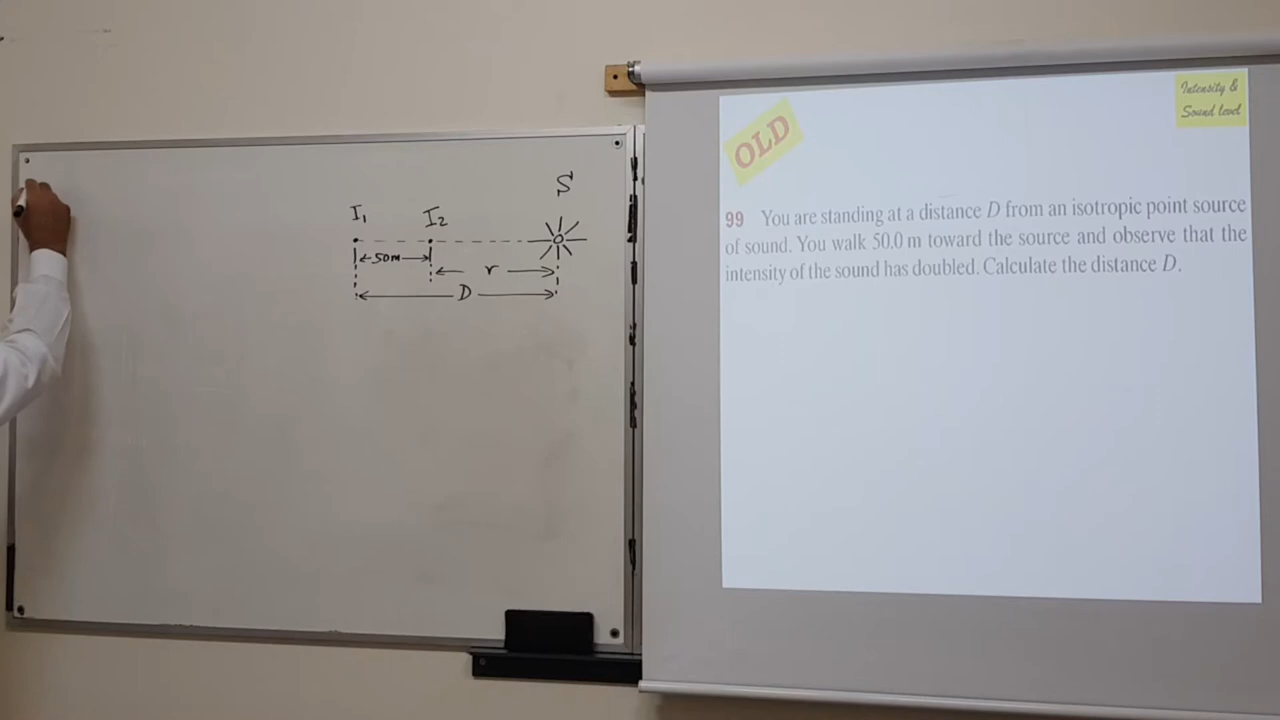 S
I₁
I₂
50m
r
D
OLD
Intensity &
Sound level
99 You are standing at a distance D from an isotropic point source
of sound. You walk 50.0 m toward the source and observe that the
intensity of the sound has doubled. Calculate the distance D.